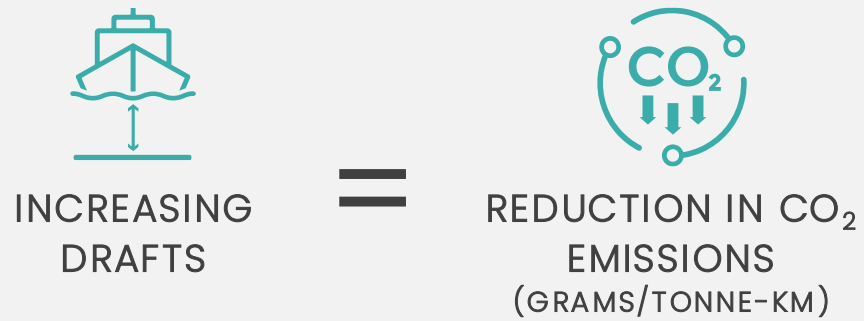 CO₂
INCREASING
DRAFTS
=
REDUCTION IN CO₂
EMISSIONS
(GRAMS/TONNE-KM)